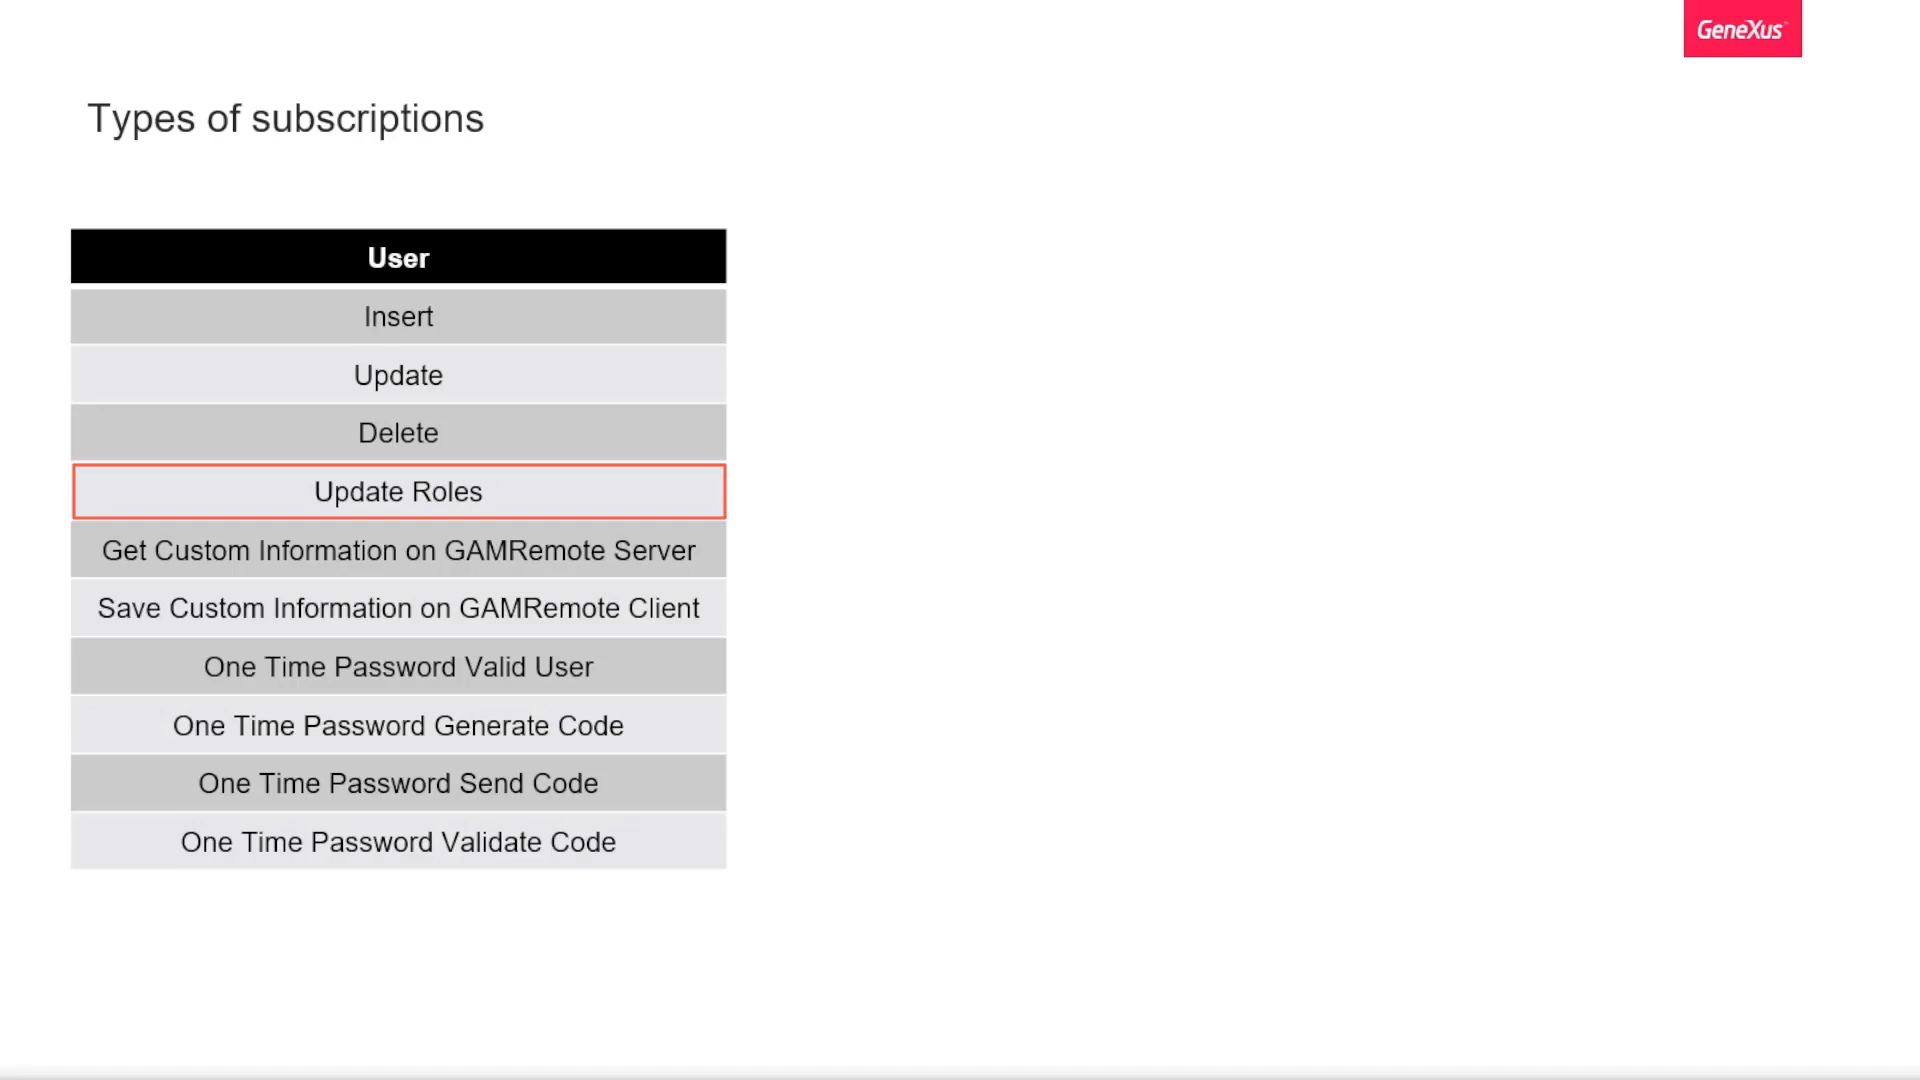 GeneXus
Types of subscriptions
User
Insert
Update
Delete
Update Roles
Get Custom Information on GAMRemote Server
Save Custom Information on GAMRemote Client
One Time Password Valid User
One Time Password Generate Code
One Time Password Send Code
One Time Password Validate Code